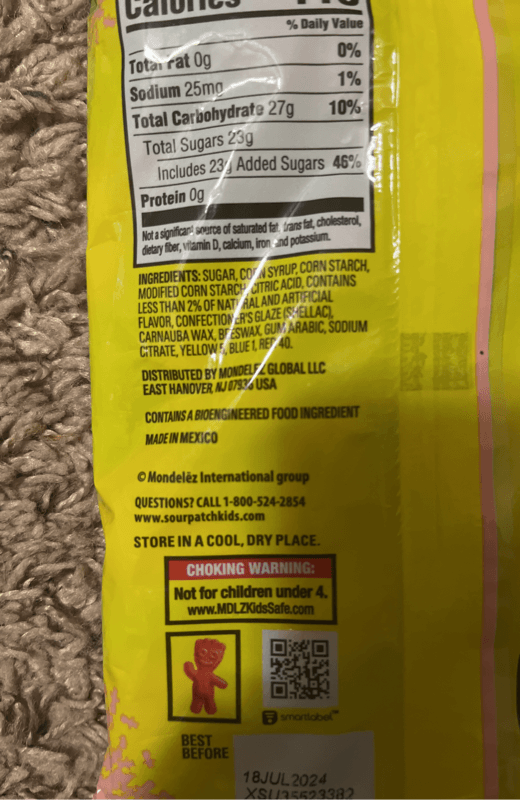 Calories 110
% Daily Value
Total Fat 0g 0%
Sodium 25mg 1%
Total Carbohydrate 27g 10%
Total Sugars 23g
Includes 23g Added Sugars 46%
Protein 0g
Not a significant source of saturated fat, trans fat, cholesterol,
dietary fiber, vitamin D, calcium, iron and potassium.
INGREDIENTS: SUGAR, CORN SYRUP, CORN STARCH,
MODIFIED CORN STARCH, CITRIC ACID, CONTAINS
LESS THAN 2% OF NATURAL AND ARTIFICIAL
FLAVOR, CONFECTIONER'S GLAZE (SHELLAC),
CARNAUBA WAX, BEESWAX, GUM ARABIC, SODIUM
CITRATE, YELLOW 5, BLUE 1, RED 40.
DISTRIBUTED BY MONDELĒZ GLOBAL LLC
EAST HANOVER, NJ 07936 USA
CONTAINS A BIOENGINEERED FOOD INGREDIENT
MADE IN MEXICO
© Mondelēz International group
QUESTIONS? CALL 1-800-524-2854
www.sourpatchkids.com
STORE IN A COOL, DRY PLACE.
CHOKING WARNING:
Not for children under 4.
www.MDLZKidsSafe.com
smartlabel™
BEST
BEFORE
18JUL2024
XSU35623382